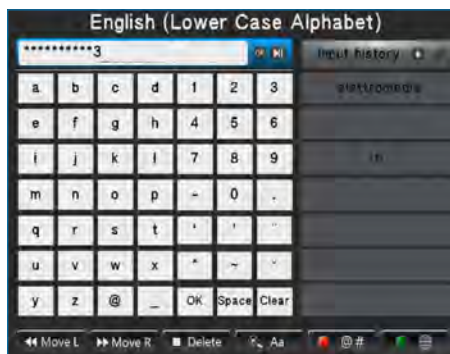 English (Lower Case Alphabet)
**********3
Input history
a b c d 1 2 3
elettromedia
e f g h 4 5 6
i j k l 7 8 9
m n o p - 0 .
q r s t
u v w x
y z @ _ OK Space Clear
Move L Move R Delete Aa @#